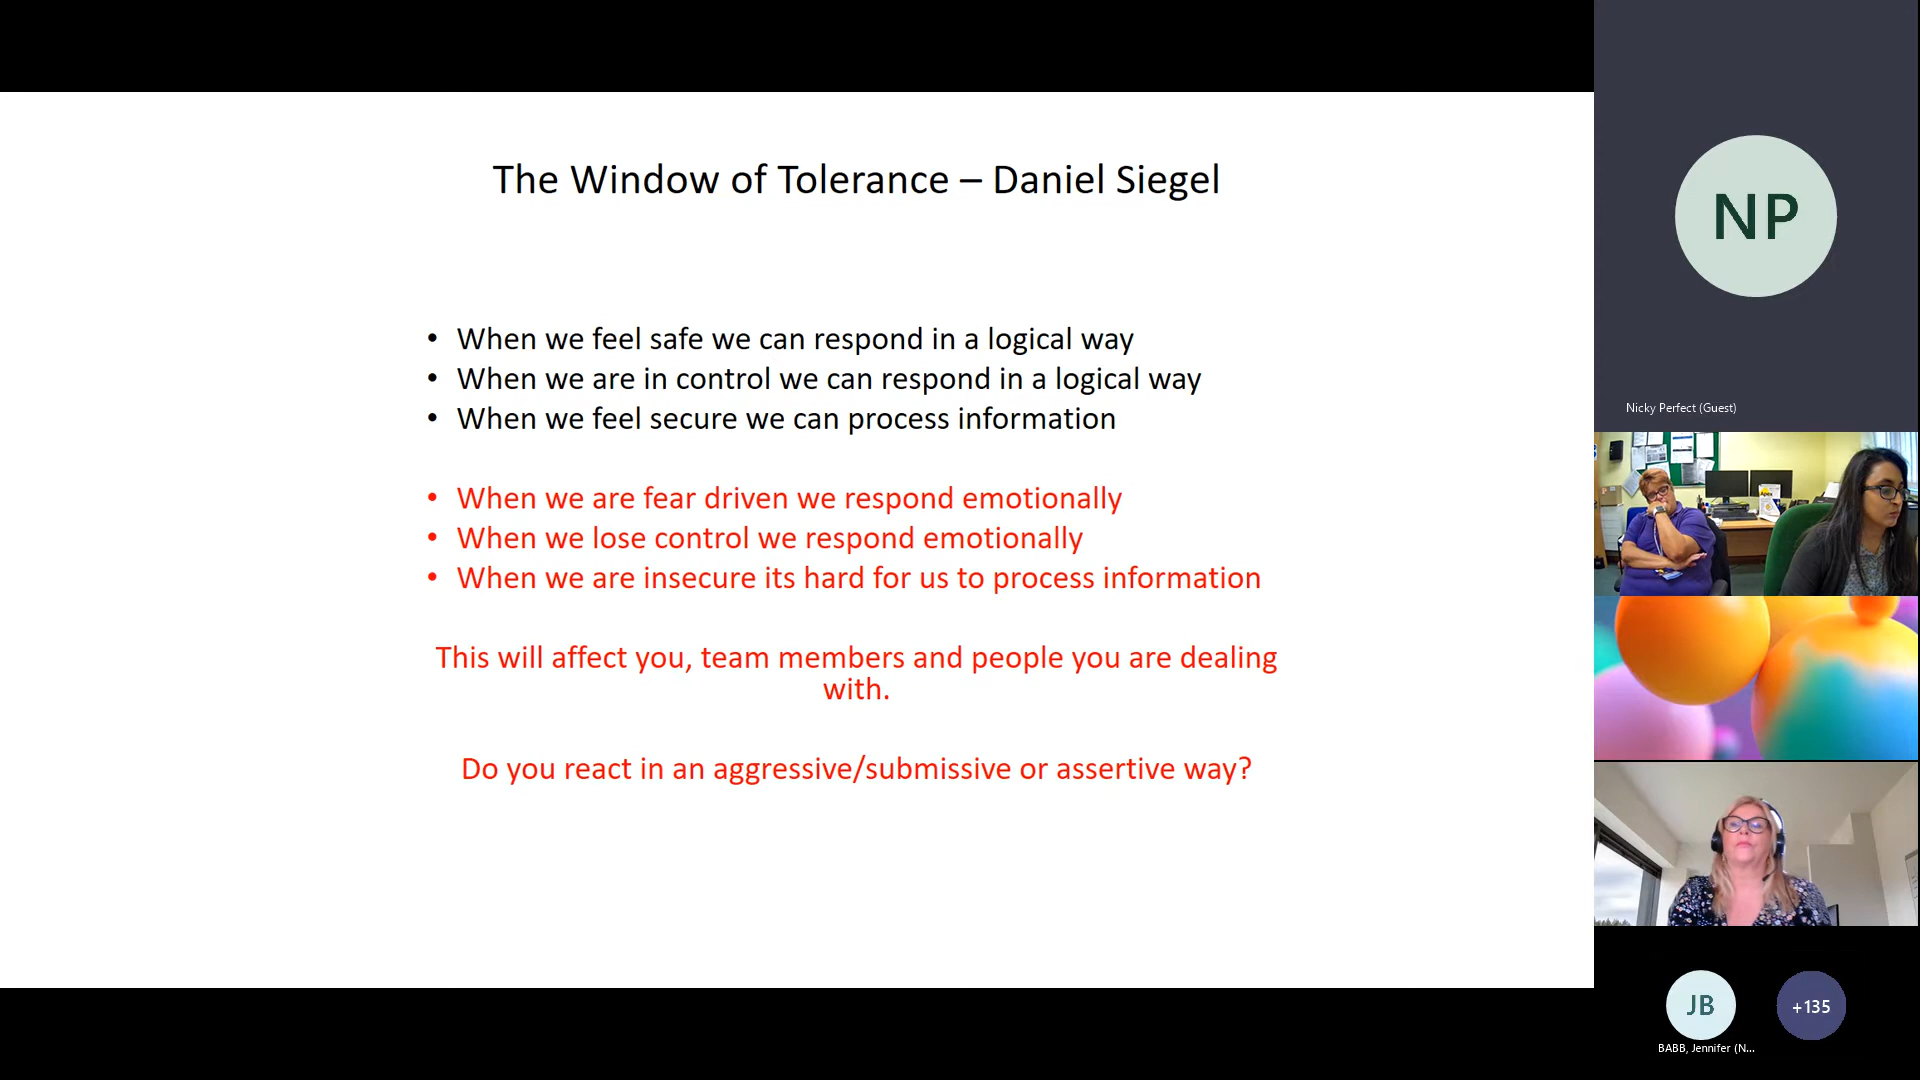 The Window of Tolerance – Daniel Siegel
• When we feel safe we can respond in a logical way
• When we are in control we can respond in a logical way
• When we feel secure we can process information
• When we are fear driven we respond emotionally
• When we lose control we respond emotionally
• When we are insecure its hard for us to process information
This will affect you, team members and people you are dealing
with.
Do you react in an aggressive/submissive or assertive way?
NP
Nicky Perfect (Guest)
JB
+135
BABB, Jennifer (N...